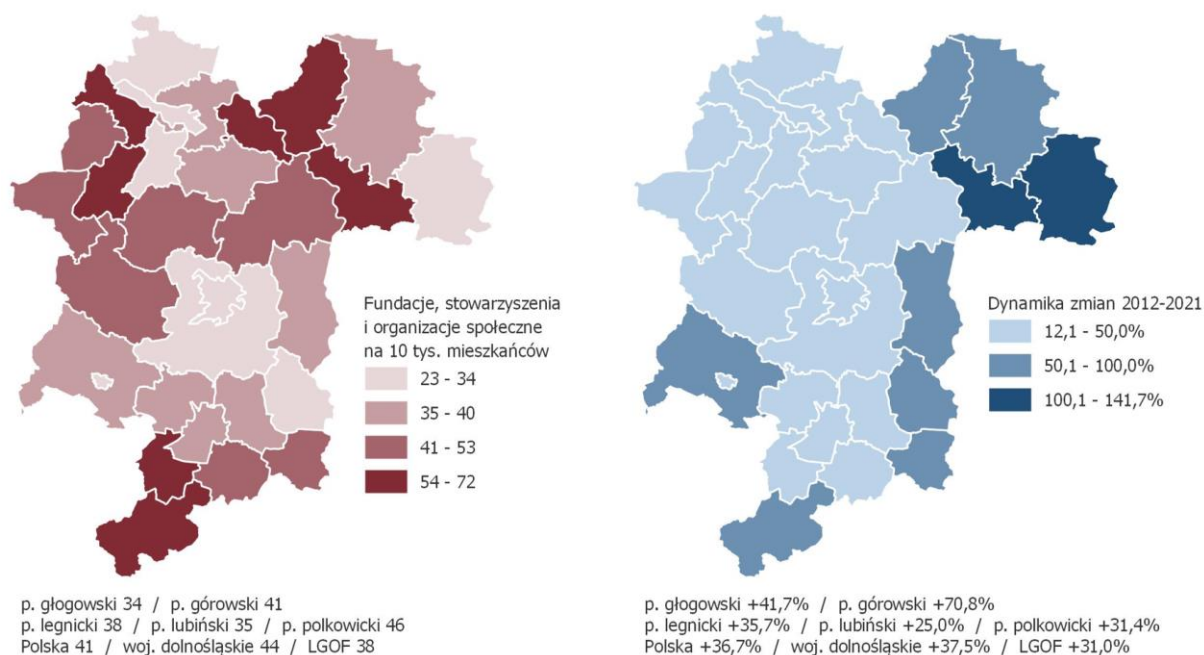 Fundacje, stowarzyszenia
i organizacje społeczne
na 10 tys. mieszkańców
23 - 34
35 - 40
41 - 53
54 - 72
p. głogowski 34 / p. górowski 41
p. legnicki 38 / p. lubiński 35 / p. polkowicki 46
Polska 41 / woj. dolnośląskie 44 / LGOF 38
Dynamika zmian 2012-2021
12,1 - 50,0%
50,1 - 100,0%
100,1 - 141,7%
p. głogowski +41,7% / p. górowski +70,8%
p. legnicki +35,7% / p. lubiński +25,0% / p. polkowicki +31,4%
Polska +36,7% / woj. dolnośląskie +37,5% / LGOF +31,0%